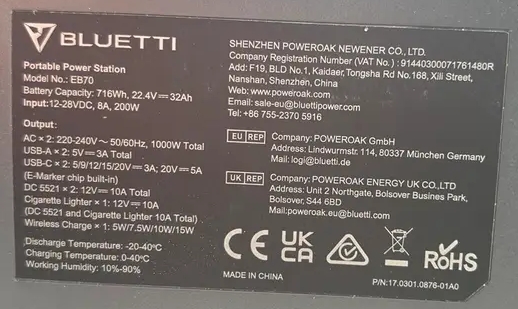 BLUETTI
Portable Power Station
Model No.: EB70
Battery Capacity: 716Wh, 22.4V⎓32Ah
Input:12-28VDC, 8A, 200W
Output:
AC × 2: 220-240V~ 50/60Hz, 1000W Total
USB-A × 2: 5V⎓3A Total
USB-C × 2: 5/9/12/15/20V⎓3A; 20V⎓5A
(E-Marker chip built-in)
DC 5521 × 2: 12V⎓10A Total
Cigarette Lighter × 1: 12V⎓10A
(DC 5521 and Cigarette Lighter 10A Total)
Wireless Charge × 1: 5W/7.5W/10W/15W
Discharge Temperature: -20-40°C
Charging Temperature: 0-40°C
Working Humidity: 10%-90%
SHENZHEN POWEROAK NEWENER CO., LTD.
Company Registration Number (VAT No.) : 91440300071761480R
Add: F19, BLD No.1, Kaidaer, Tongsha Rd No.168, Xili Street,
Nanshan, Shenzhen, China
Web: www.poweroak.com
Email: sale-eu@bluettipower.com
Tel: +86 755-2370 5916
EU REP Company: POWEROAK GmbH
Address: Lindwurmstr. 114, 80337 München Germany
Mail: logi@bluetti.de
UK REP Company: POWEROAK ENERGY UK CO.,LTD
Address: Unit 2 Northgate, Bolsover Busines Park,
Bolsover, S44 6BD
Mail:poweroak.eu@bluetti.com
CE UK CA RoHS
MADE IN CHINA
P/N:17.0301.0876-01A0